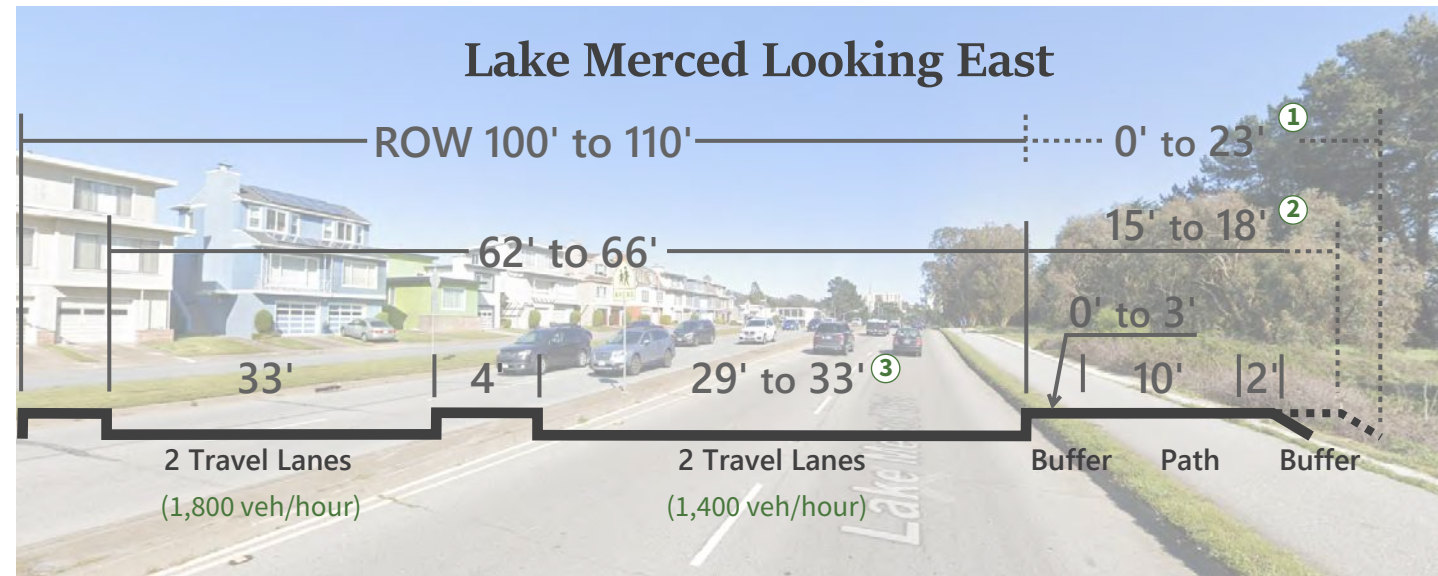 Lake Merced Looking East
ROW 100' to 110'
0' to 23' 1
15' to 18' 2
62' to 66'
0' to 3'
33'
4'
29' to 33' 3
10'
2'
2 Travel Lanes
2 Travel Lanes
Buffer
Path
Buffer
(1,800 veh/hour)
(1,400 veh/hour)